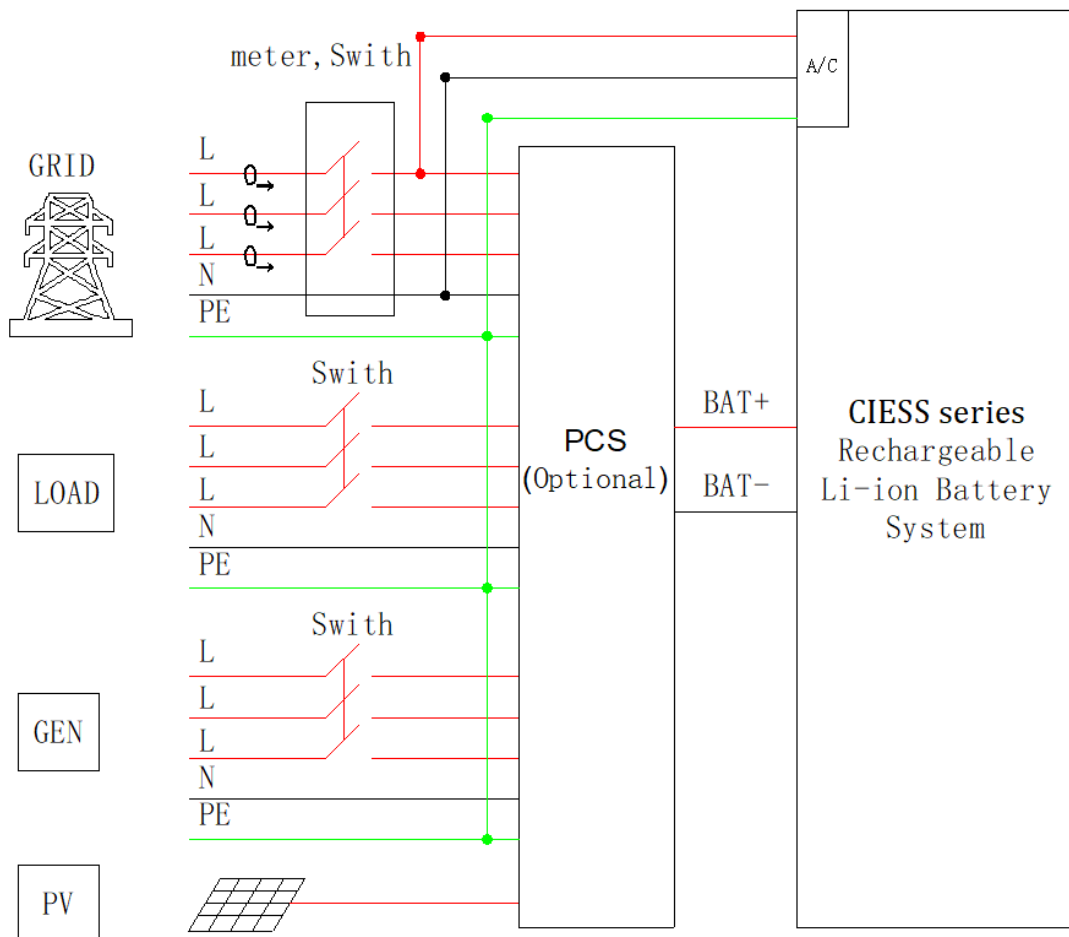 meter, Swith
A/C
GRID
L
L
L
N
PE
Swith
LOAD
L
L
L
N
PE
PCS
(Optional)
BAT+
BAT-
CIESS series
Rechargeable
Li-ion Battery
System
Swith
GEN
L
L
L
N
PE
PV